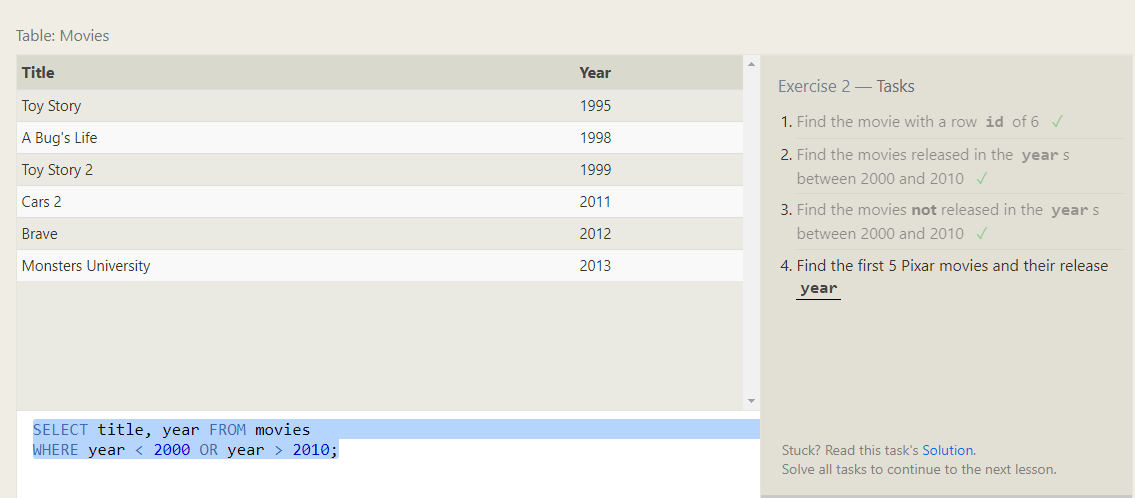 Table: Movies
Title Year
Toy Story 1995
A Bug's Life 1998
Toy Story 2 1999
Cars 2 2011
Brave 2012
Monsters University 2013
SELECT title, year FROM movies
WHERE year < 2000 OR year > 2010;
Exercise 2 — Tasks
1. Find the movie with a row id of 6 ✓
2. Find the movies released in the year s
between 2000 and 2010 ✓
3. Find the movies not released in the year s
between 2000 and 2010 ✓
4. Find the first 5 Pixar movies and their release
year
Stuck? Read this task's Solution.
Solve all tasks to continue to the next lesson.